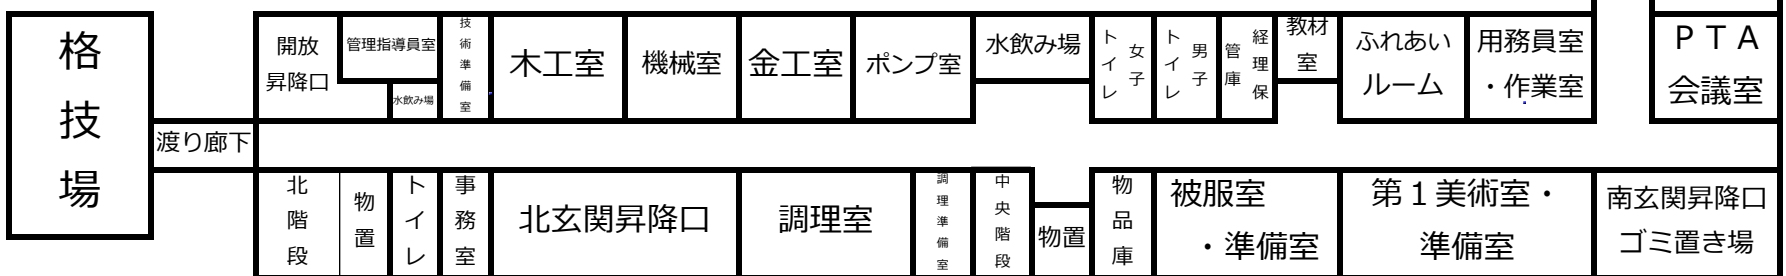 格技場
渡り廊下
開放
昇降口
管理指導員室
水飲み場
技術準備室
木工室
機械室
金工室
ポンプ室
水飲み場
女子
トイレ
男子
トイレ
経理保
管庫
教材
室
ふれあい
ルーム
用務員室
・作業室
ＰＴＡ
会議室
北階段
物置
トイレ
事務室
北玄関昇降口
調理室
調理準備室
中央階段
物置
物品庫
被服室
・準備室
第１美術室・
準備室
南玄関昇降口
ゴミ置き場